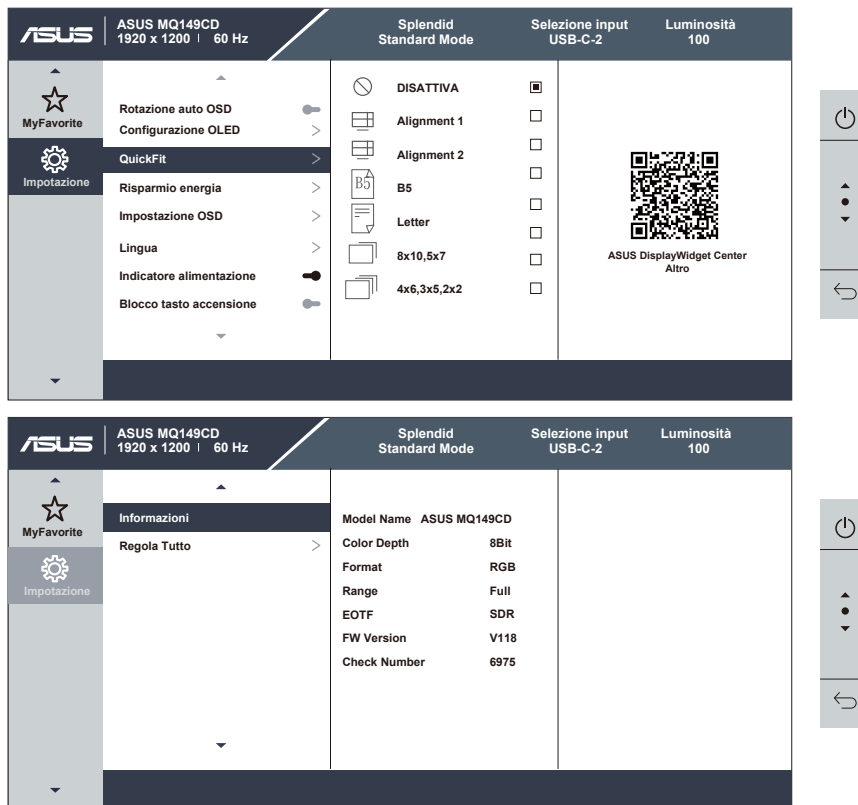 ASUS
ASUS MQ149CD
1920 x 1200 | 60 Hz
Splendid
Standard Mode
Selezione input
USB-C-2
Luminosità
100
MyFavorite
Impotazione
Rotazione auto OSD
Configurazione OLED >
QuickFit >
Risparmio energia >
Impostazione OSD >
Lingua >
Indicatore alimentazione
Blocco tasto accensione
DISATTIVA
Alignment 1
Alignment 2
B5 B5
Letter
8x10,5x7
4x6,3x5,2x2
ASUS DisplayWidget Center
Altro
ASUS
ASUS MQ149CD
1920 x 1200 | 60 Hz
Splendid
Standard Mode
Selezione input
USB-C-2
Luminosità
100
MyFavorite
Impotazione
Informazioni
Regola Tutto >
Model Name ASUS MQ149CD
Color Depth 8Bit
Format RGB
Range Full
EOTF SDR
FW Version V118
Check Number 6975